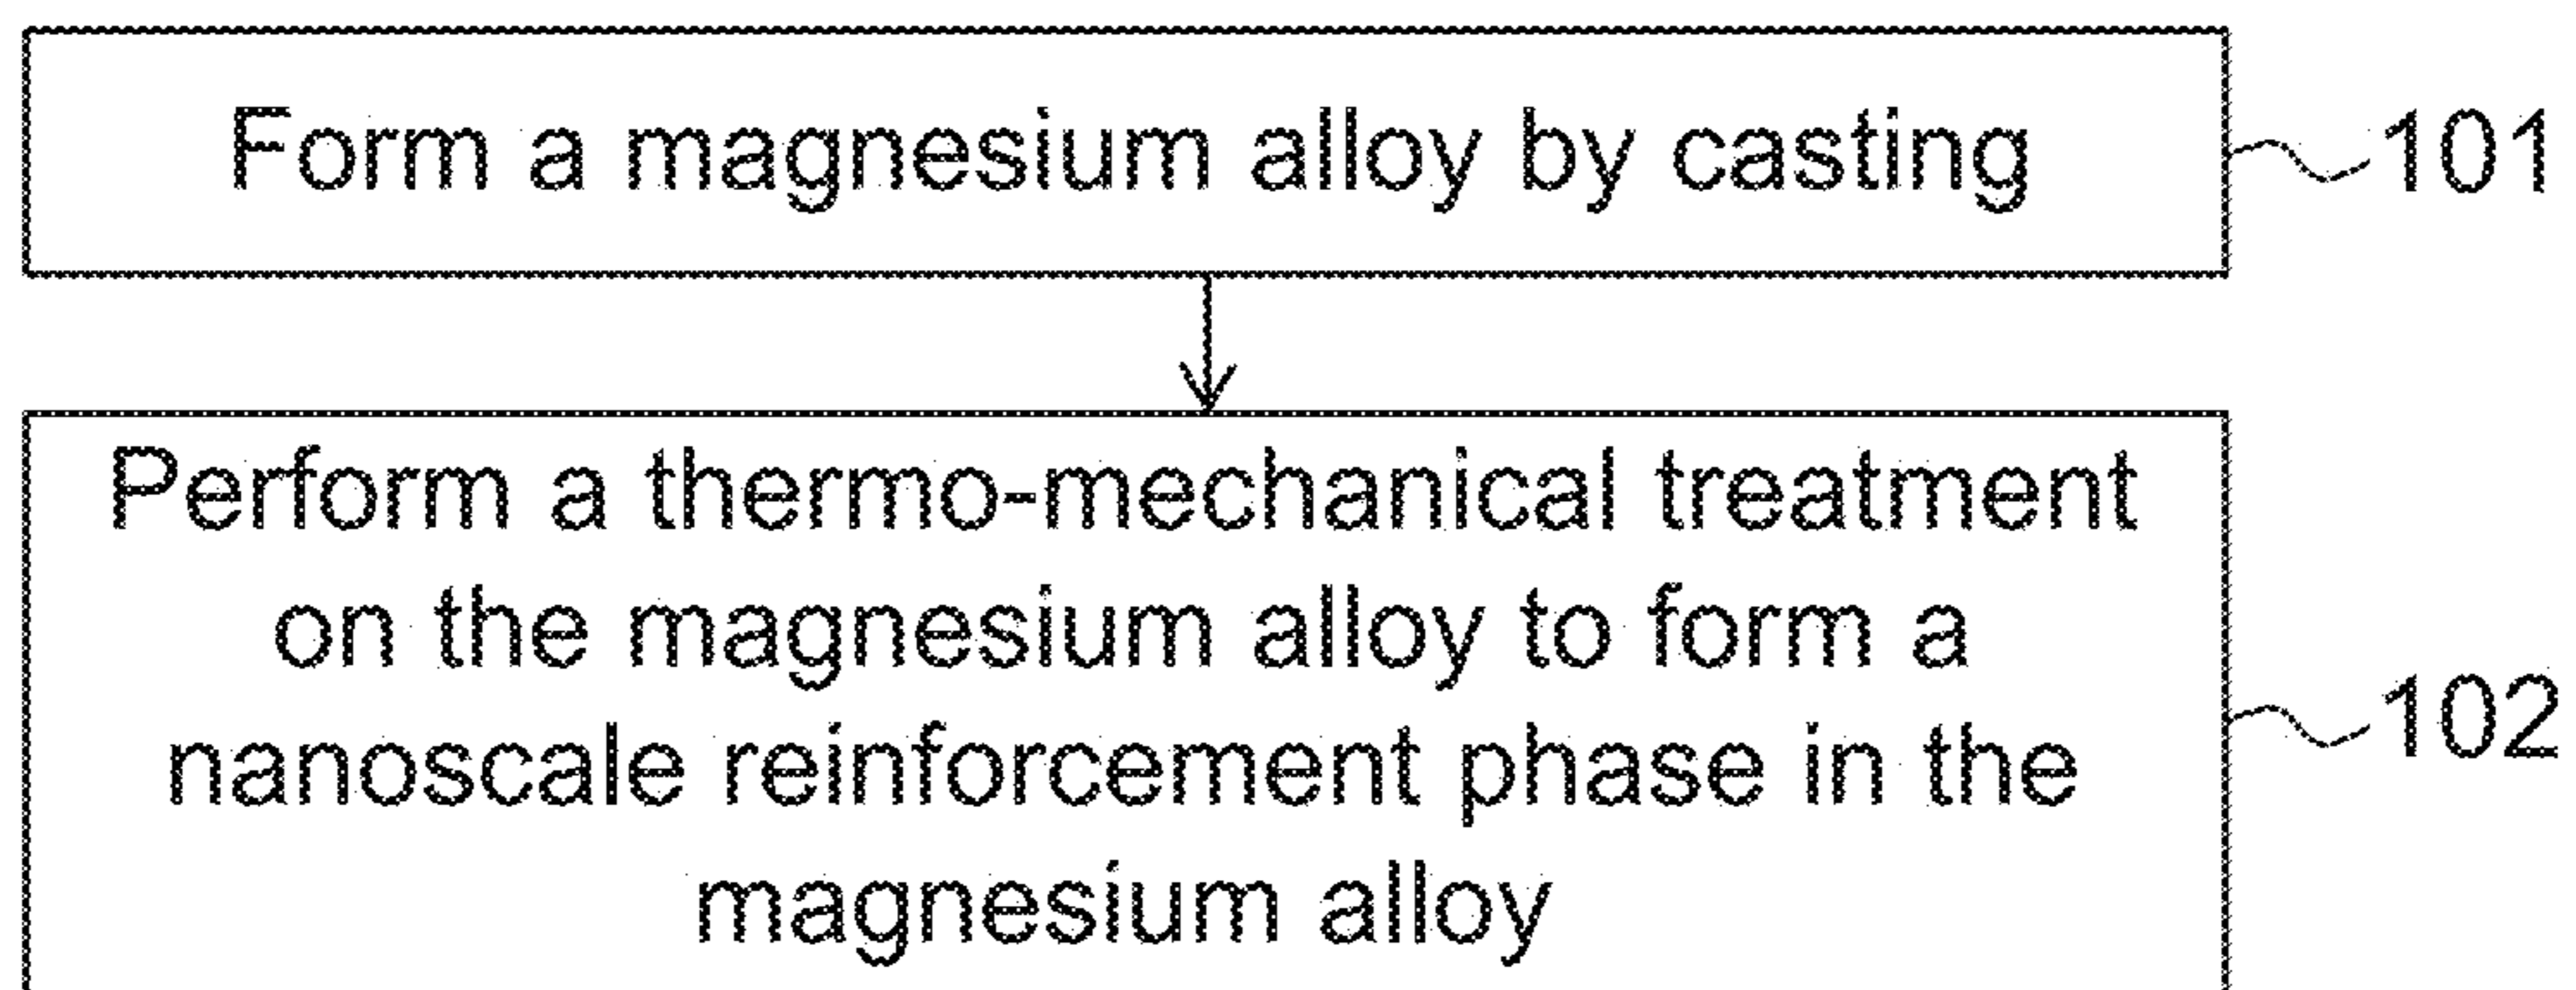 Form a magnesium alloy by casting
101
Perform a thermo-mechanical treatment
on the magnesium alloy to form a
nanoscale reinforcement phase in the
magnesium alloy
102